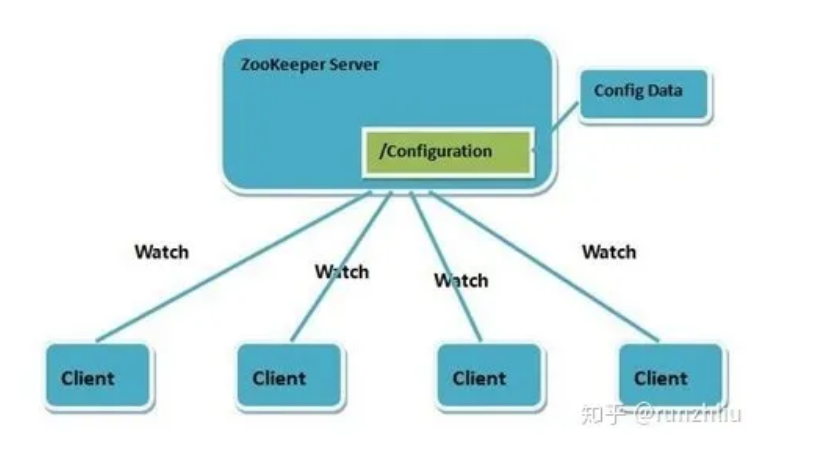 ZooKeeper Server
Config Data
/Configuration
Watch
Watch
Watch
Watch
Client
Client
Client
Client
知乎 @runzhliu